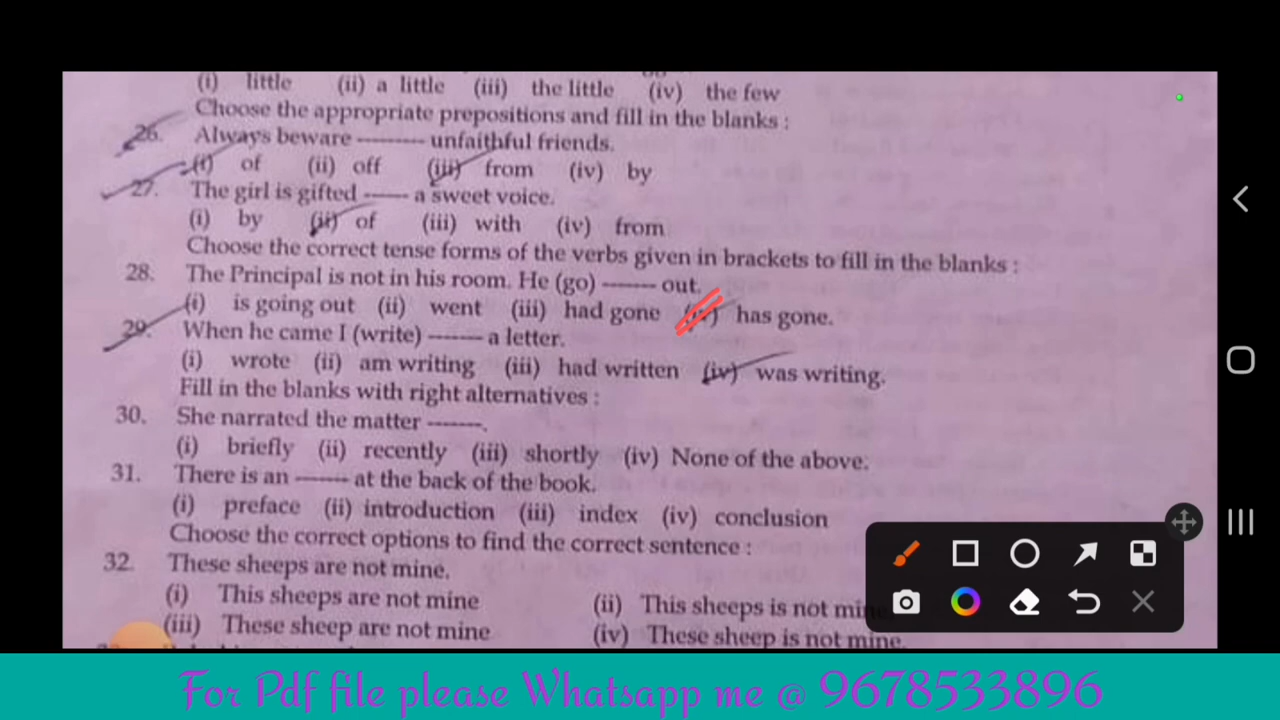 (i) little (ii) a little (iii) the little (iv) the few
Choose the appropriate prepositions and fill in the blanks :
26. Always beware -------- unfaithful friends.
(i) of (ii) off (iii) from (iv) by
27. The girl is gifted ----- a sweet voice.
(i) by (ii) of (iii) with (iv) from
Choose the correct tense forms of the verbs given in brackets to fill in the blanks :
28. The Principal is not in his room. He (go) ------ out.
(i) is going out (ii) went (iii) had gone (iv) has gone.
29. When he came I (write) ------ a letter.
(i) wrote (ii) am writing (iii) had written (iv) was writing.
Fill in the blanks with right alternatives :
30. She narrated the matter ------.
(i) briefly (ii) recently (iii) shortly (iv) None of the above.
31. There is an ------ at the back of the book.
(i) preface (ii) introduction (iii) index (iv) conclusion
Choose the correct options to find the correct sentence :
32. These sheeps are not mine.
(i) This sheeps are not mine (ii) This sheeps is not
(iii) These sheep are not mine (iv) These sheep is not mine.
For Pdf file please Whatsapp me @ 9678533896